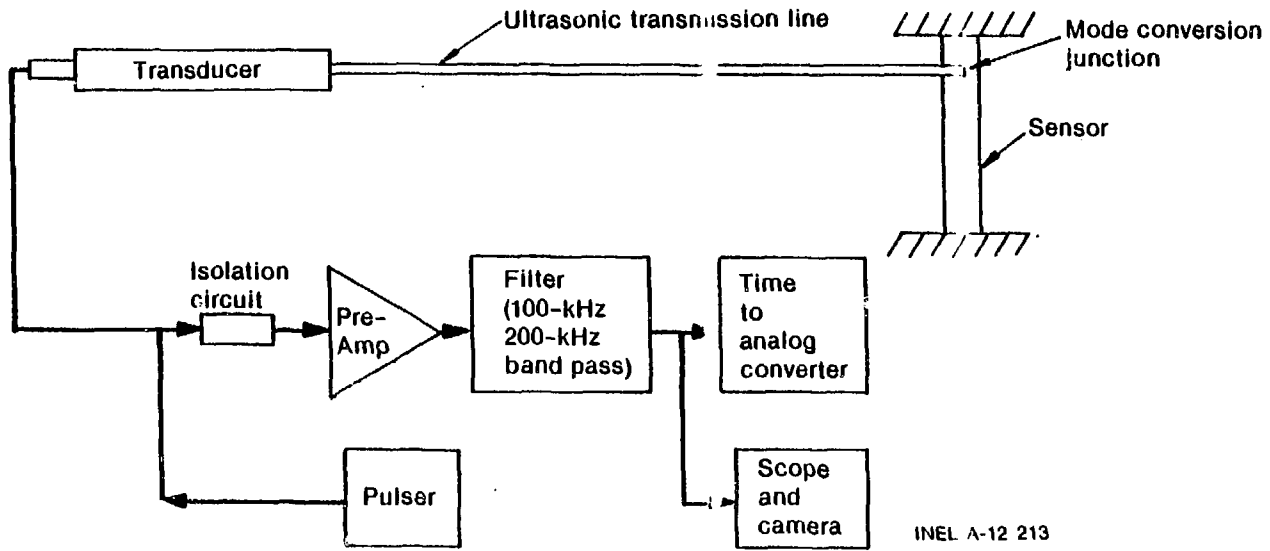 Ultrasonic transmission line
Mode conversion
junction
Transducer
Sensor
Isolation
circuit
Pre-
Amp
Filter
(100-kHz
200-kHz
band pass)
Time
to
analog
converter
Pulser
Scope
and
camera
INEL A-12 213